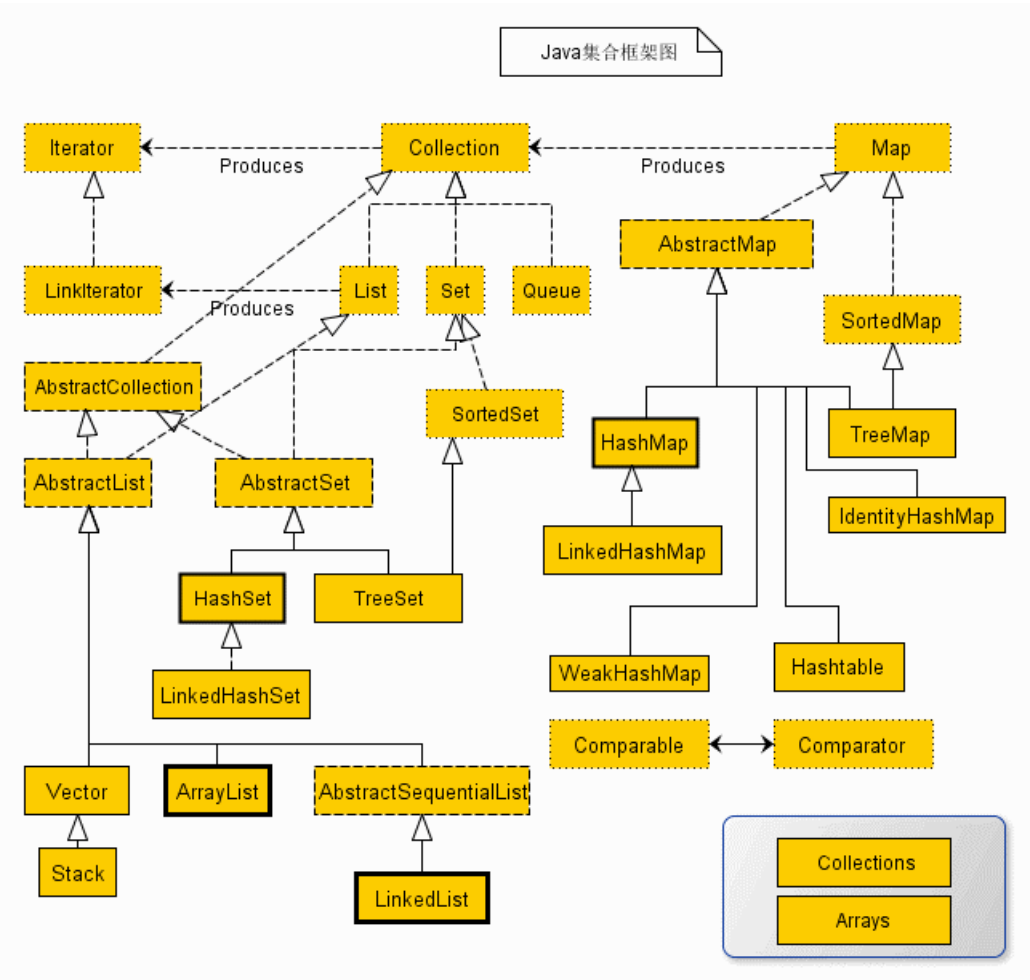 Java集合框架图
Iterator
Produces
Collection
Produces
Map
AbstractMap
LinkIterator
Produces
List
Set
Queue
SortedMap
AbstractCollection
SortedSet
HashMap
TreeMap
AbstractList
AbstractSet
IdentityHashMap
LinkedHashMap
HashSet
TreeSet
WeakHashMap
Hashtable
LinkedHashSet
Comparable
Comparator
Vector
ArrayList
AbstractSequentialList
Stack
LinkedList
Collections
Arrays